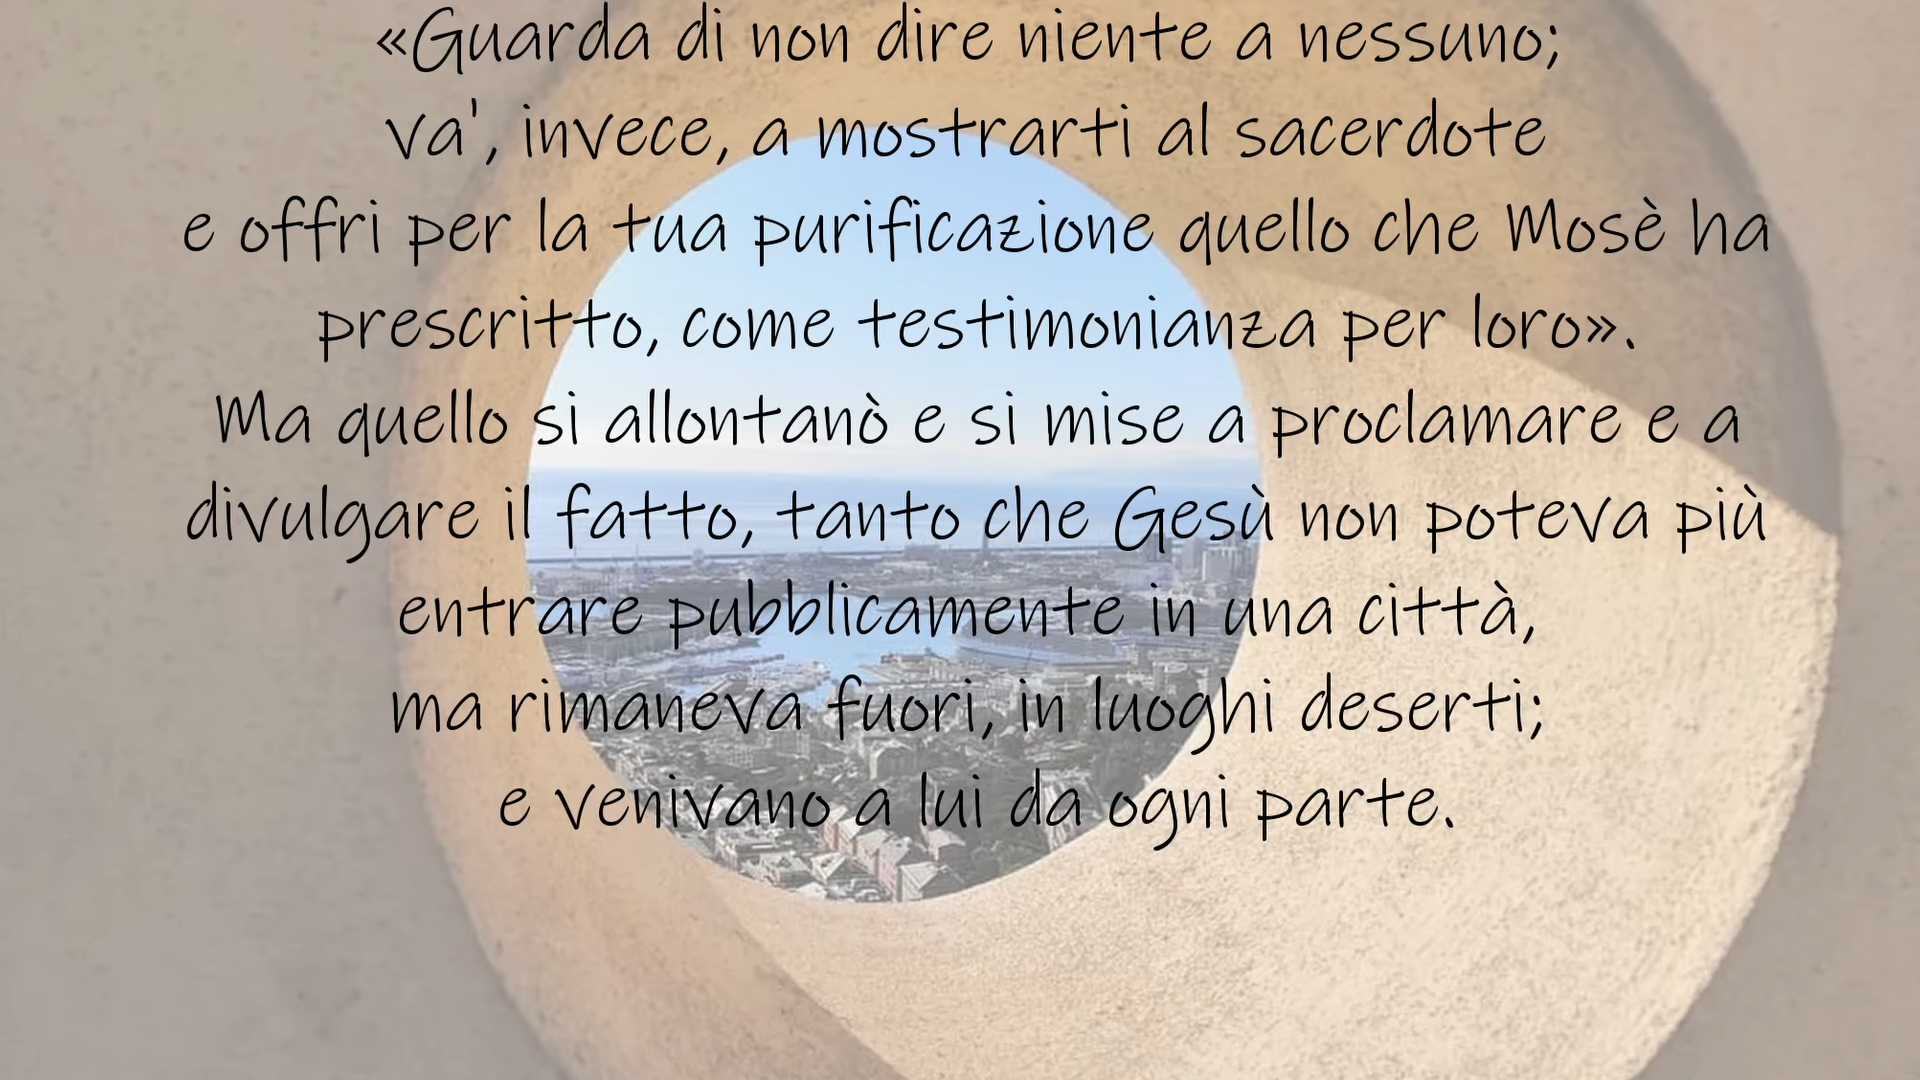 «Guarda di non dire niente a nessuno;
va', invece, a mostrarti al sacerdote
e offri per la tua purificazione quello che Mosè ha
prescritto, come testimonianza per loro».
Ma quello si allontanò e si mise a proclamare e a
divulgare il fatto, tanto che Gesù non poteva più
entrare pubblicamente in una città,
ma rimaneva fuori, in luoghi deserti;
e venivano a lui da ogni parte.